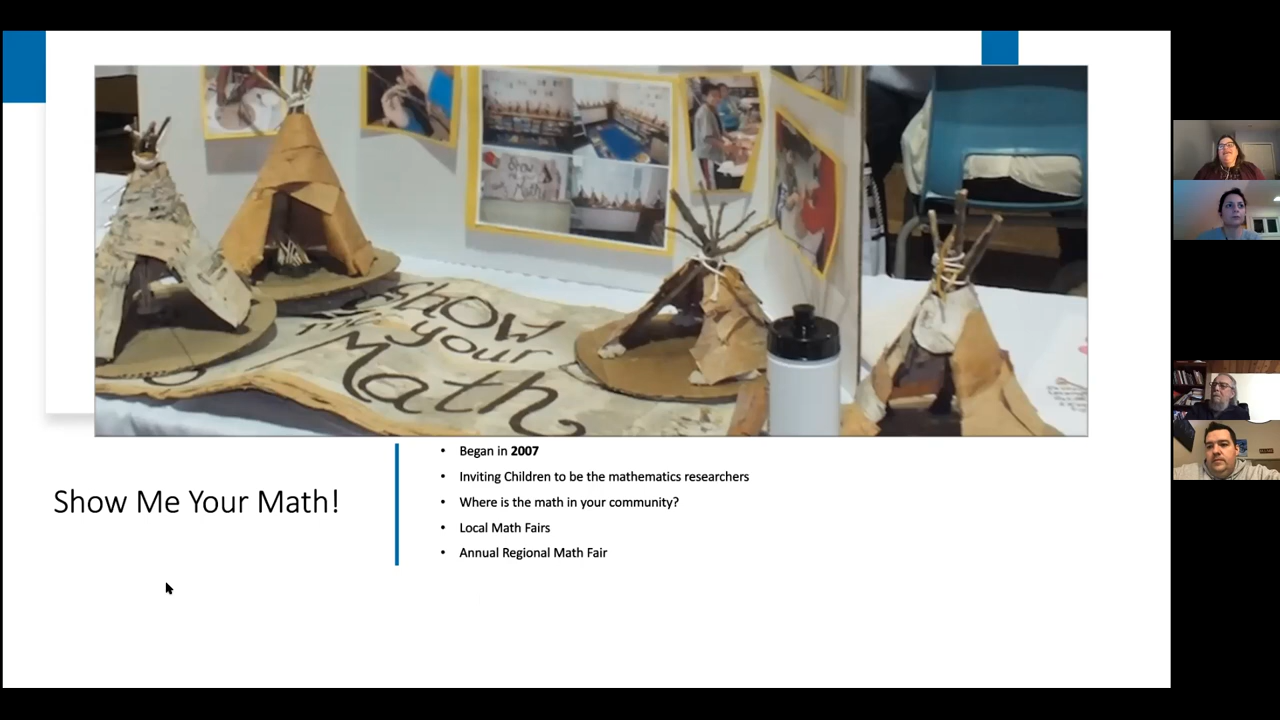 Show
me your
Math
Show Me Your Math!
• Began in 2007
• Inviting Children to be the mathematics researchers
• Where is the math in your community?
• Local Math Fairs
• Annual Regional Math Fair